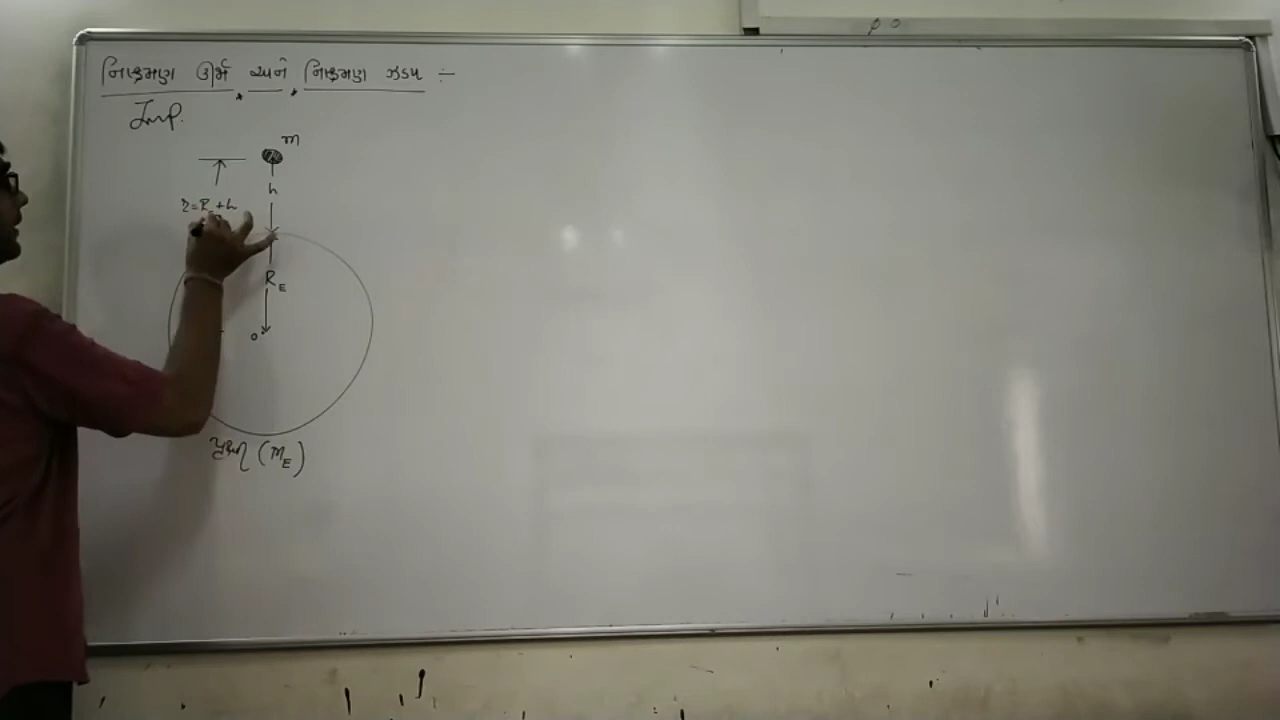 નિષ્ક્રમણ ઊર્જા અને નિષ્ક્રમણ ઝડપ :-
Imp.
m
h
r=R +h
R_E
O
પૃથ્વી (M_E)